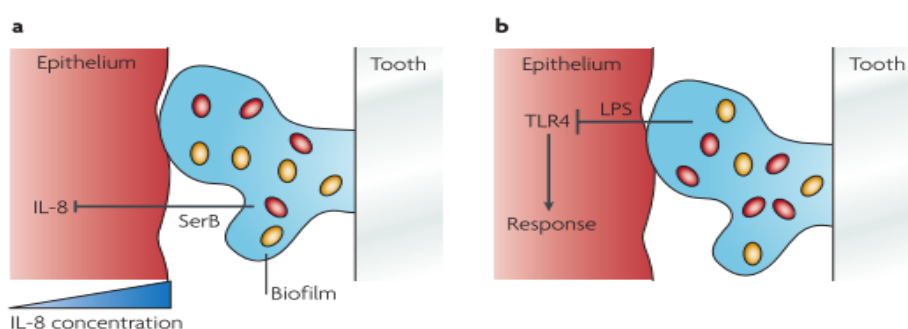 a
Epithelium
Tooth
IL-8
SerB
Biofilm
IL-8 concentration
b
Epithelium
Tooth
LPS
TLR4
Response